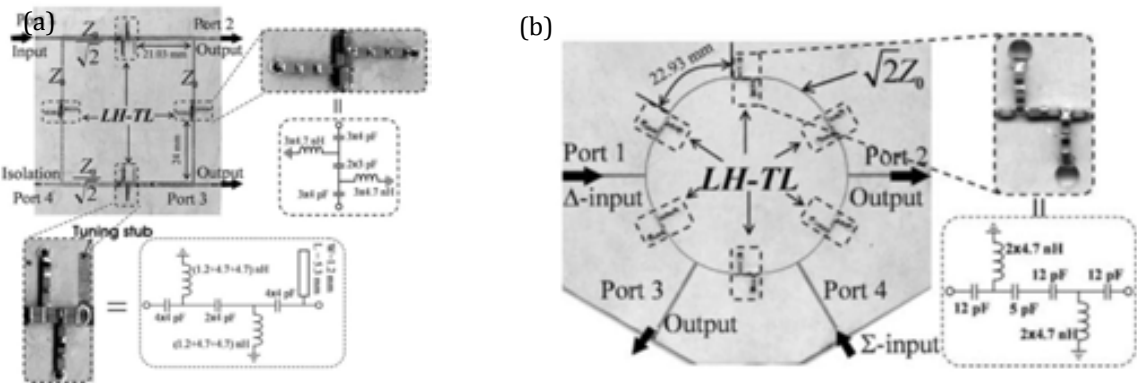 (a)
Port 2
Input
Z₀
√2
21.03 mm
Output
Z₀
Z₀
LH-TL
24 mm
Isolation
Z₀
√2
Output
Port 4
Port 3
3x4.7 nH
3x4 pF
2x3 pF
3x4 pF
3x4.7 nH
Tuning stub
=
(1.2+4.7+4.7) nH
W=1.2 mm
L= 5.3 mm
4x4 pF
4x4 pF
2x4 pF
(1.2+4.7+4.7) nH
(b)
22.93 mm
√2Z₀
Port 1
Δ-input
LH-TL
Port 2
Output
Port 3
Output
Port 4
Σ-input
2x4.7 nH
12 pF
12 pF
12 pF
5 pF
2x4.7 nH